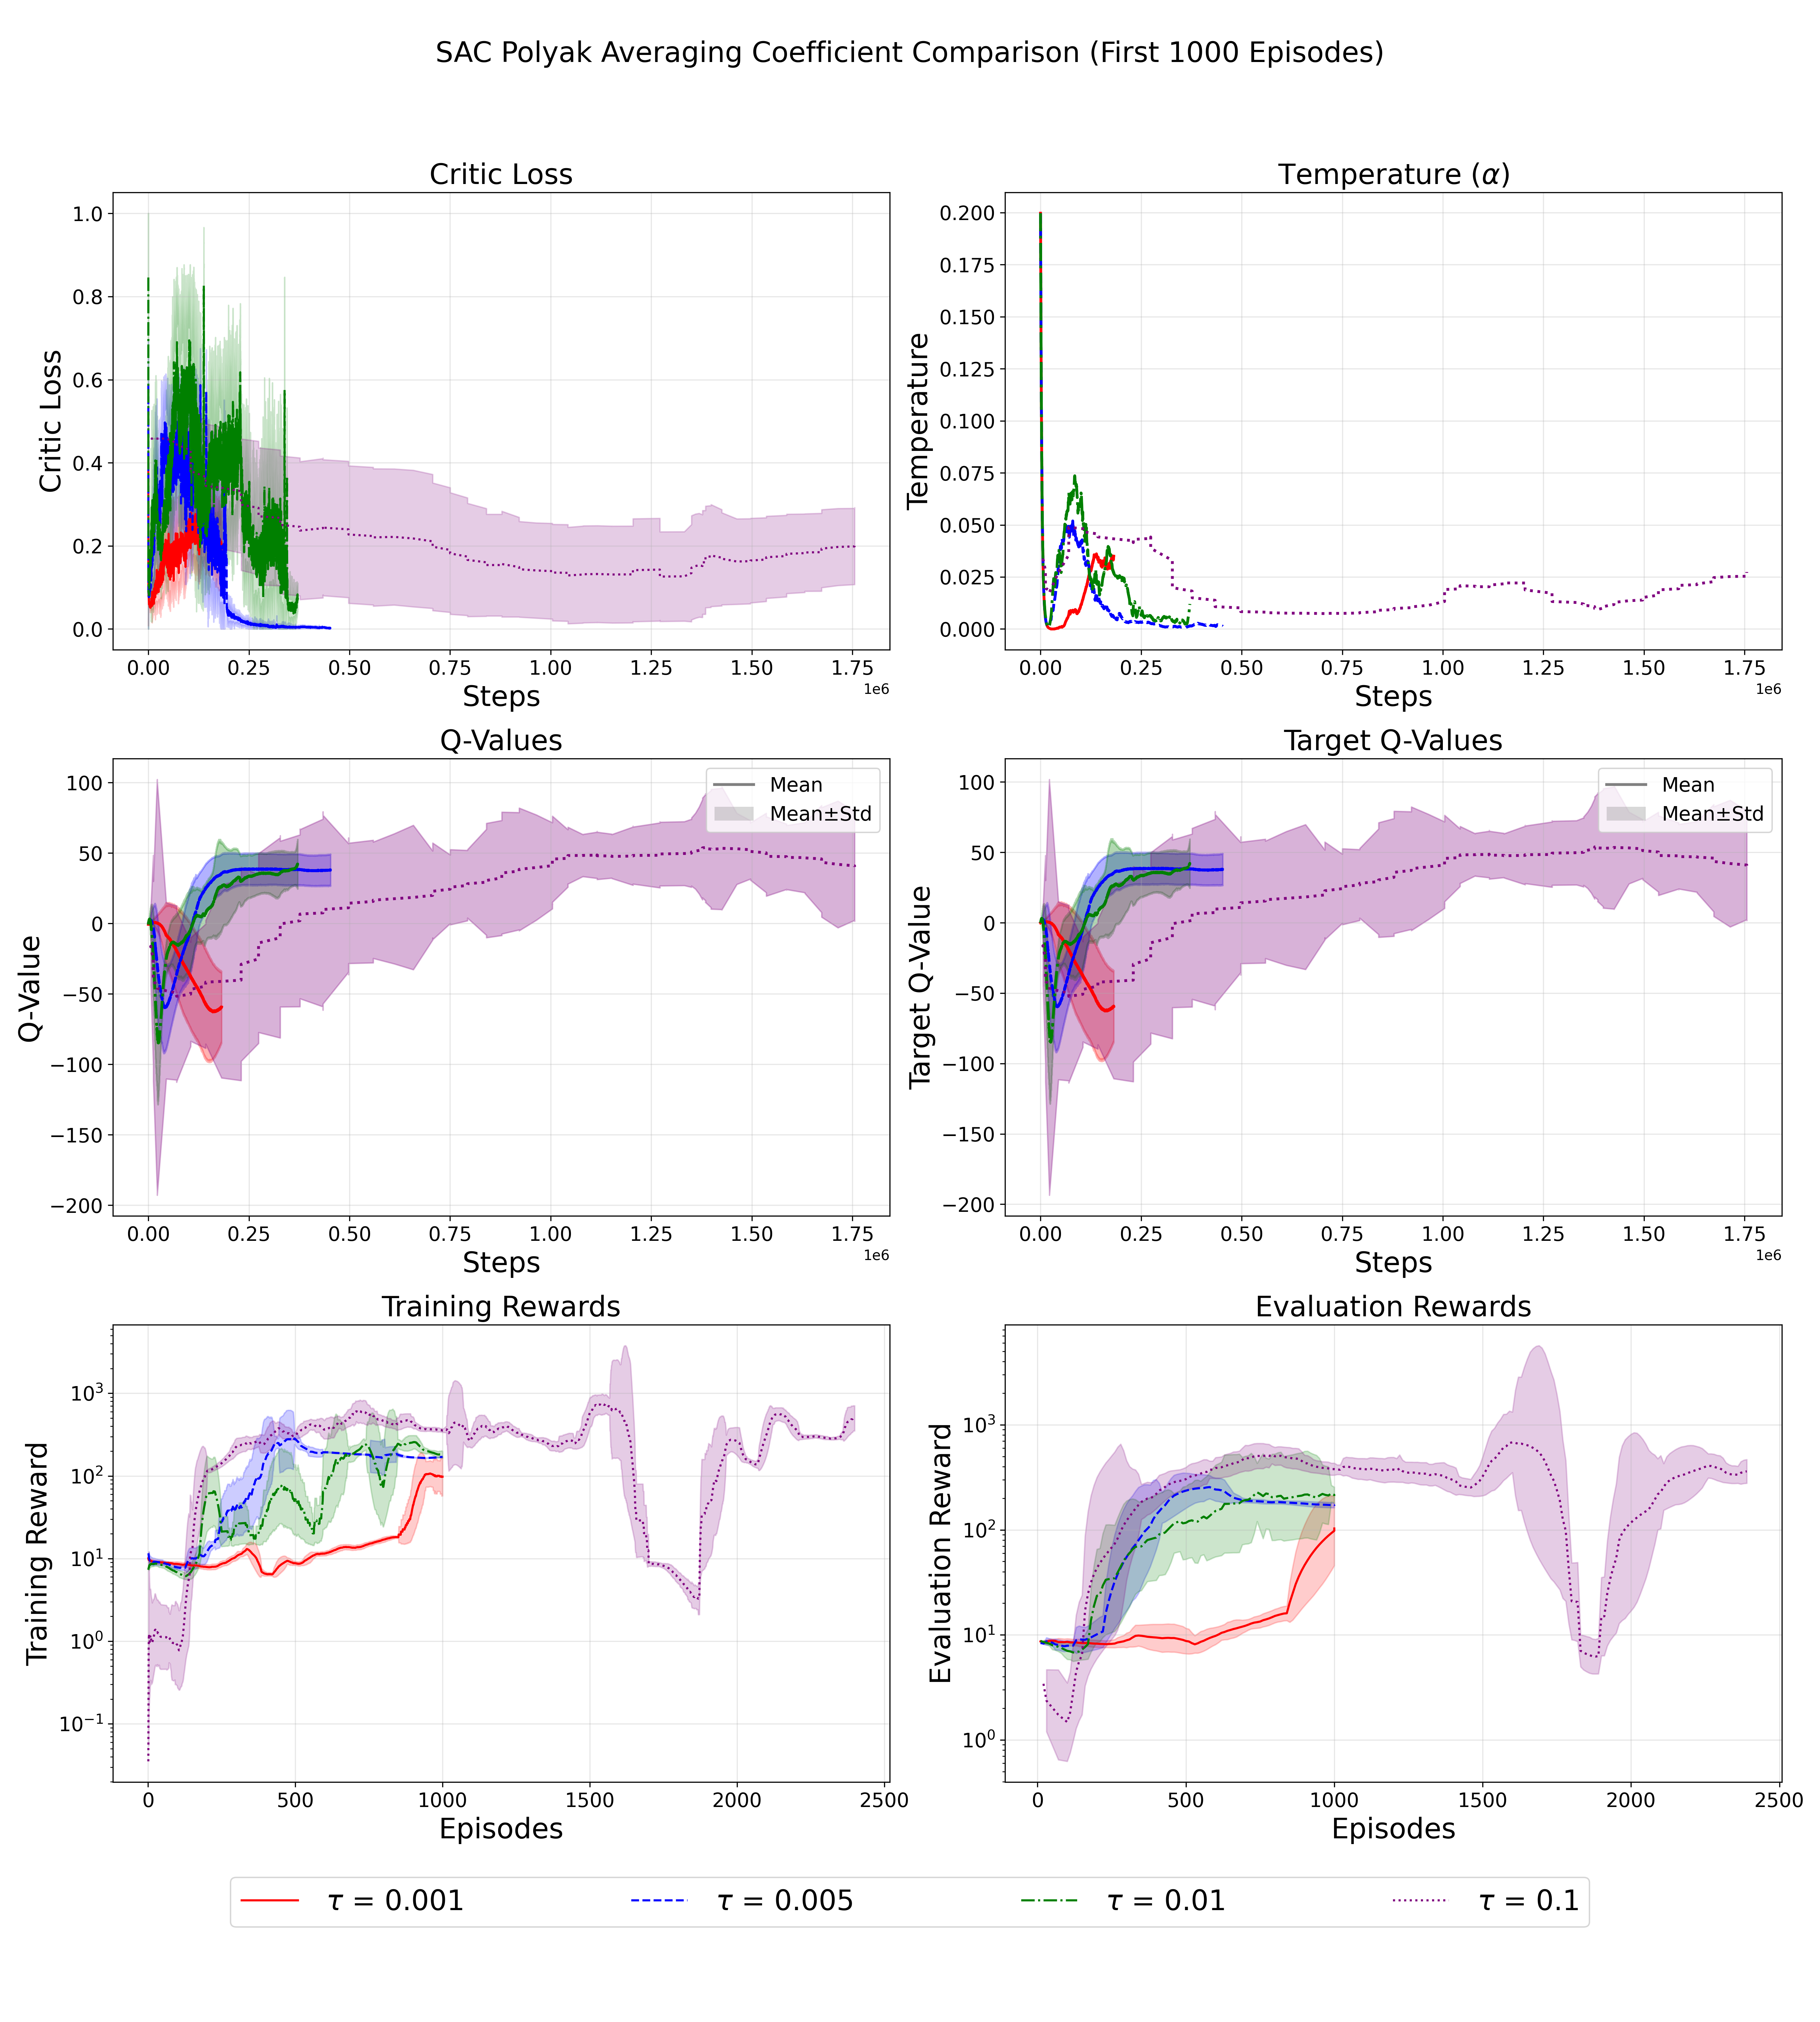 SAC Polyak Averaging Coefficient Comparison (First 1000 Episodes)
Critic Loss
Critic Loss
1.0
0.8
0.6
0.4
0.2
0.0
0.00 0.25 0.50 0.75 1.00 1.25 1.50 1.75
1e6
Steps
Temperature (α)
Temperature
0.200
0.175
0.150
0.125
0.100
0.075
0.050
0.025
0.000
0.00 0.25 0.50 0.75 1.00 1.25 1.50 1.75
1e6
Steps
Q-Values
Q-Value
100
50
0
−50
−100
−150
−200
Mean
Mean±Std
0.00 0.25 0.50 0.75 1.00 1.25 1.50 1.75
1e6
Steps
Target Q-Values
Target Q-Value
100
50
0
−50
−100
−150
−200
Mean
Mean±Std
0.00 0.25 0.50 0.75 1.00 1.25 1.50 1.75
1e6
Steps
Training Rewards
Training Reward
10³
10²
10¹
10⁰
10⁻¹
0 500 1000 1500 2000 2500
Episodes
Evaluation Rewards
Evaluation Reward
10³
10²
10¹
10⁰
0 500 1000 1500 2000 2500
Episodes
τ = 0.001 τ = 0.005 τ = 0.01 τ = 0.1